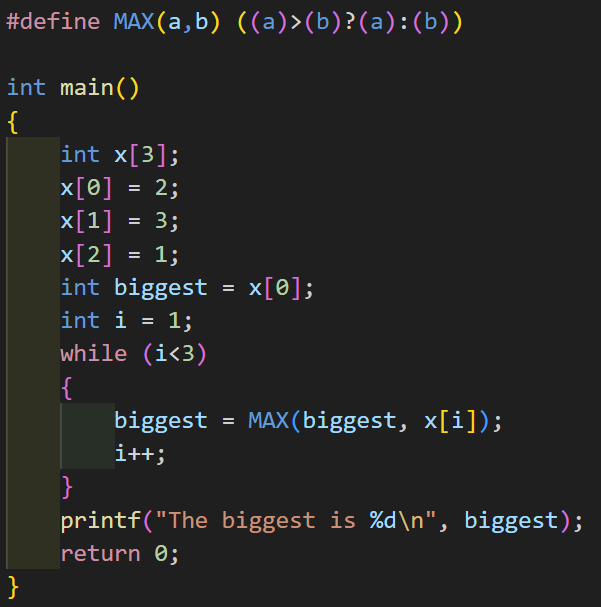 #define MAX(a,b) ((a)>(b)?(a):(b))

int main()
{
    int x[3];
    x[0] = 2;
    x[1] = 3;
    x[2] = 1;
    int biggest = x[0];
    int i = 1;
    while (i<3)
    {
        biggest = MAX(biggest, x[i]);
        i++;
    }
    printf("The biggest is %d\n", biggest);
    return 0;
}